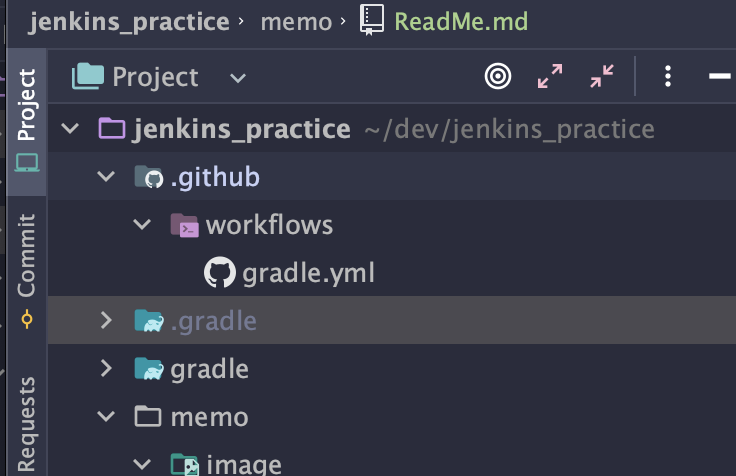 jenkins_practice › memo › ReadMe.md
Project
Project
jenkins_practice ~/dev/jenkins_practice
.github
workflows
gradle.yml
Commit
.gradle
gradle
memo
Requests
image